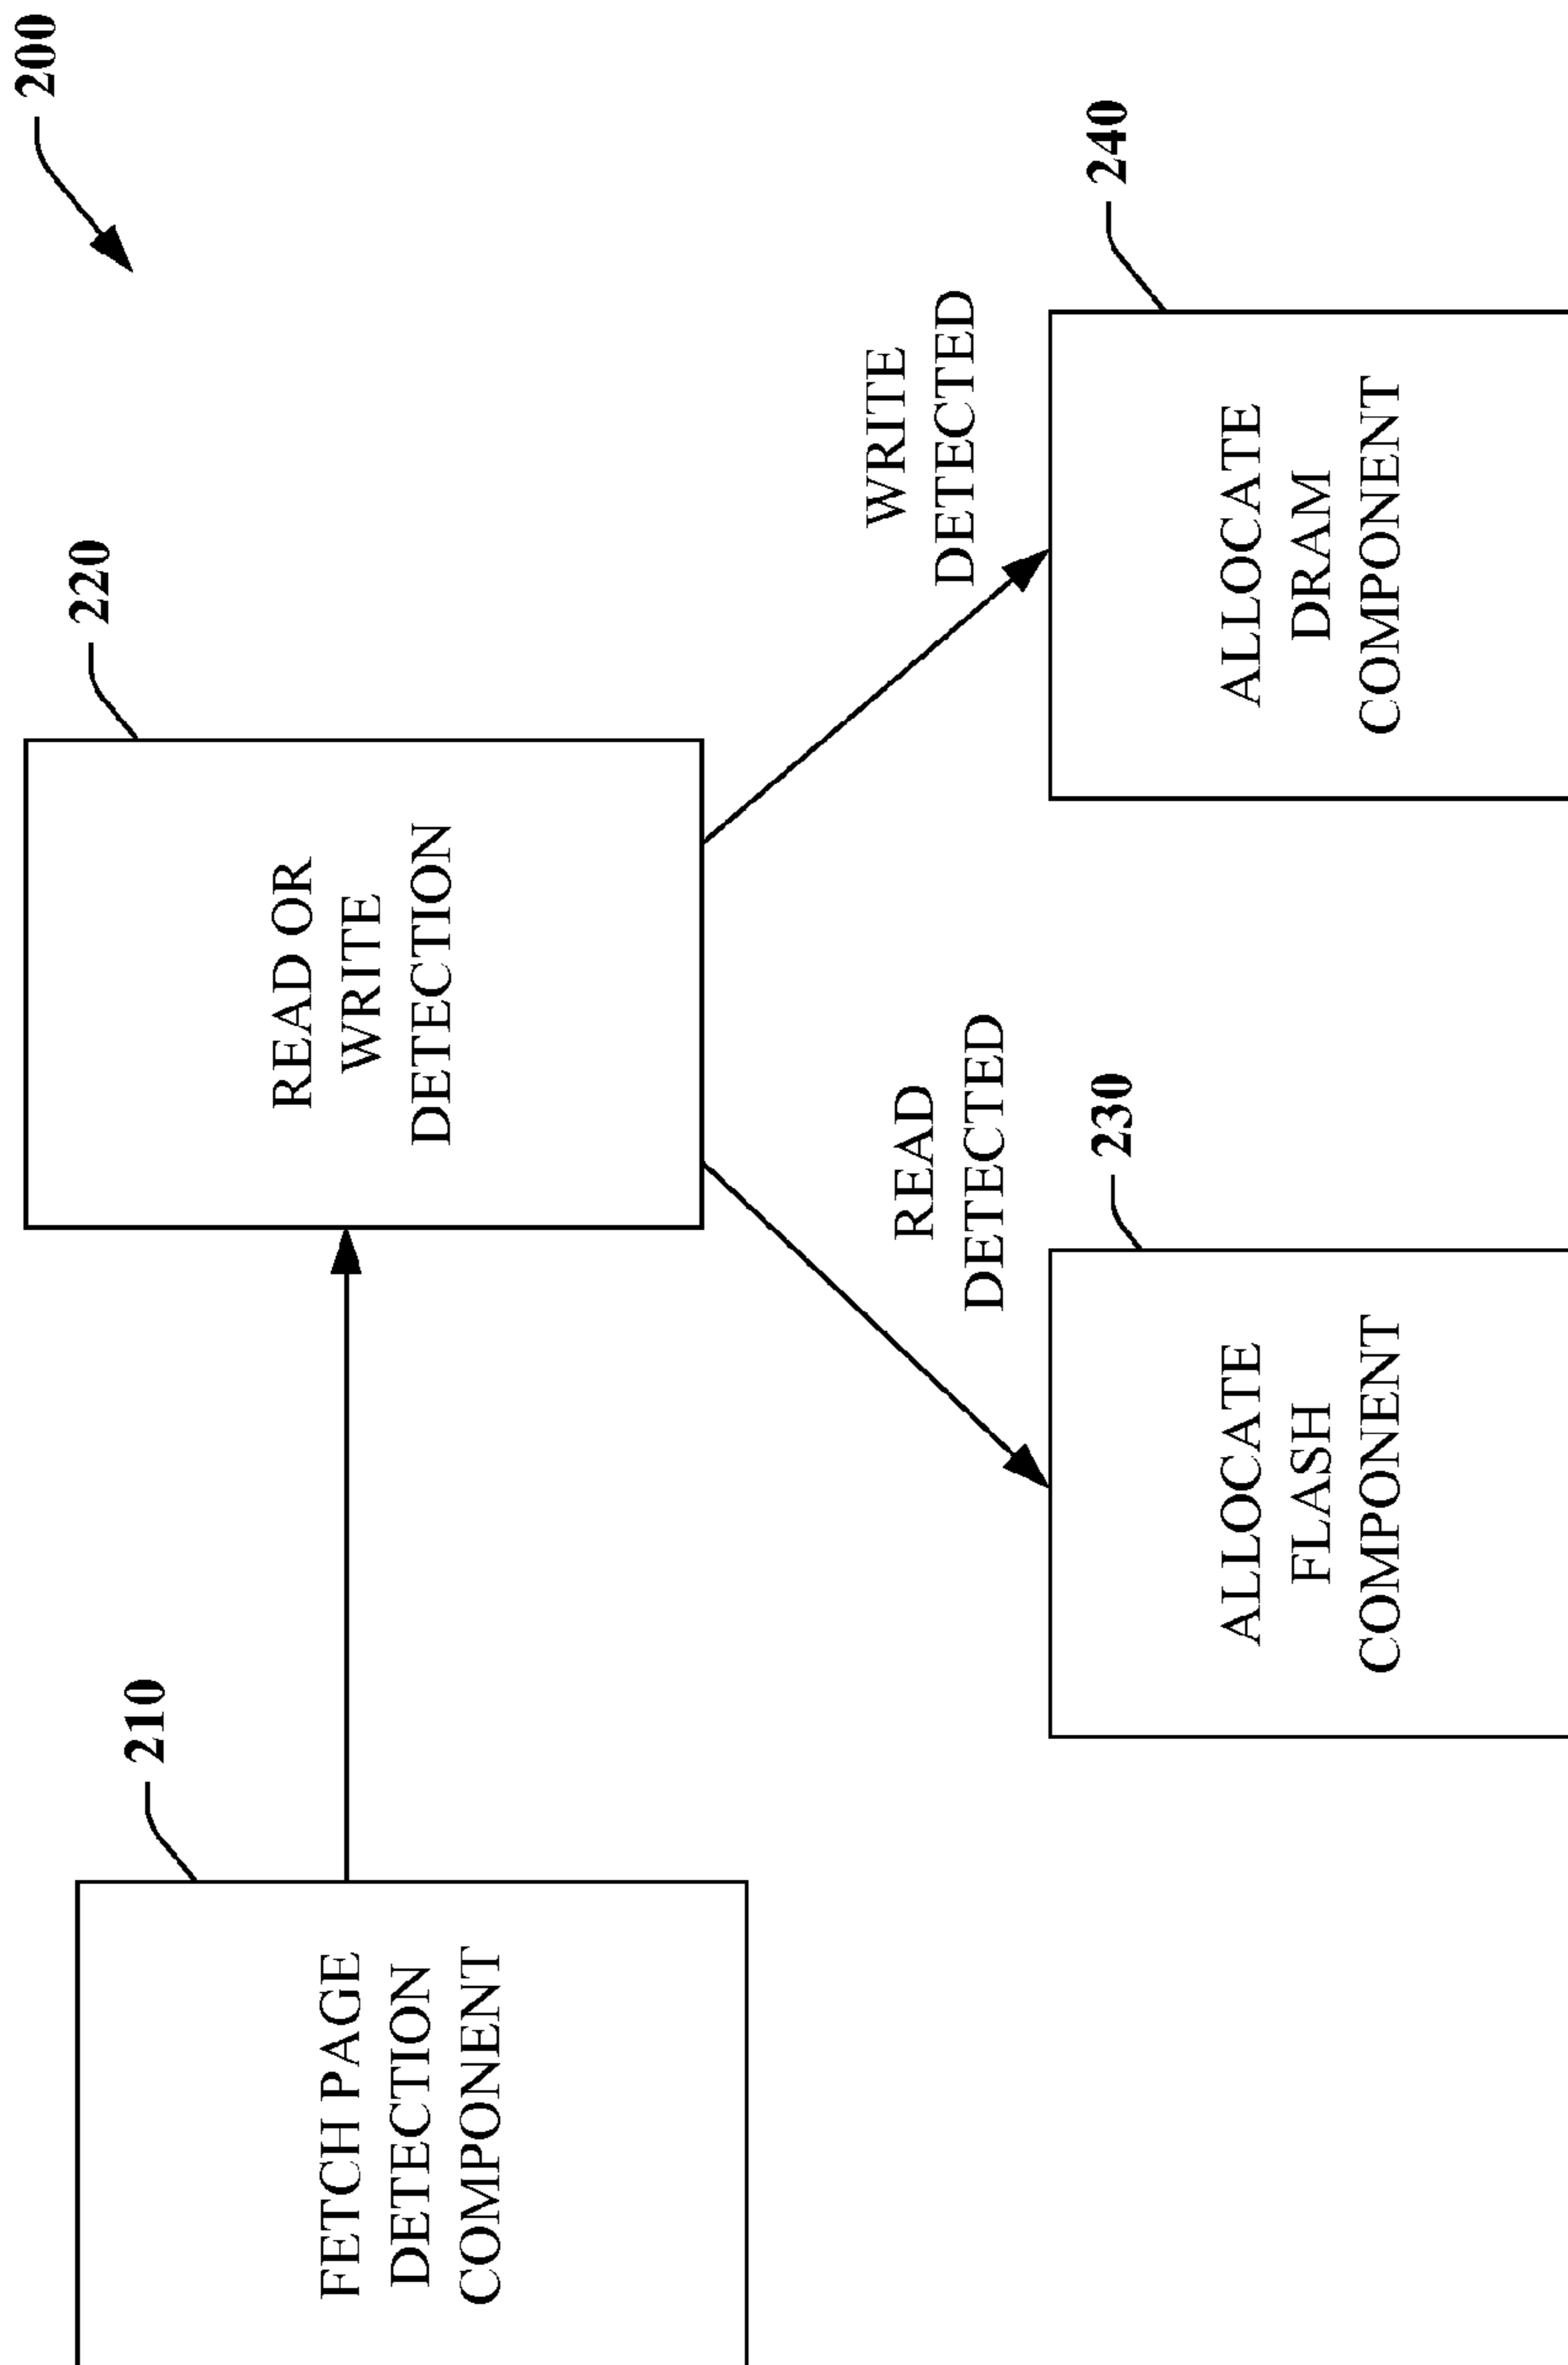 200
220
210
FETCH PAGE
DETECTION
COMPONENT
READ OR
WRITE
DETECTION
READ
DETECTED
WRITE
DETECTED
230
240
ALLOCATE
FLASH
COMPONENT
ALLOCATE
DRAM
COMPONENT